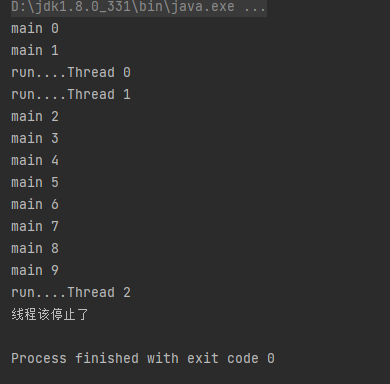 D:\jdk1.8.0_331\bin\java.exe ...
main 0
main 1
run....Thread 0
run....Thread 1
main 2
main 3
main 4
main 5
main 6
main 7
main 8
main 9
run....Thread 2
线程该停止了
Process finished with exit code 0